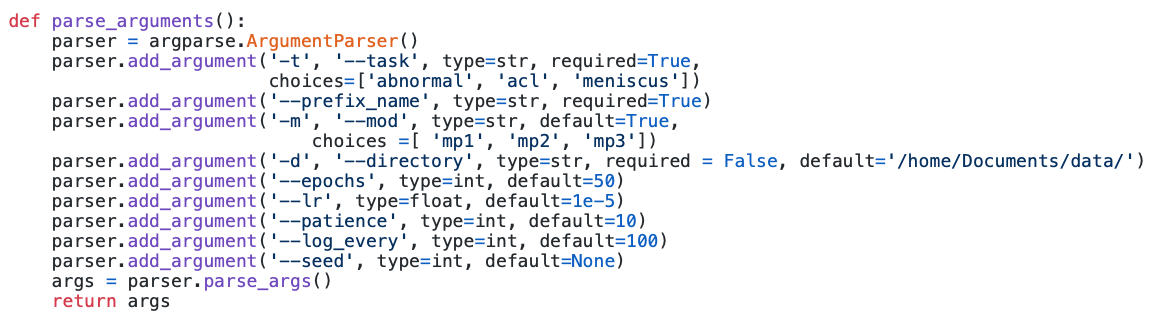 def parse_arguments():
    parser = argparse.ArgumentParser()
    parser.add_argument('-t', '--task', type=str, required=True,
                        choices=['abnormal', 'acl', 'meniscus'])
    parser.add_argument('--prefix_name', type=str, required=True)
    parser.add_argument('-m', '--mod', type=str, default=True,
                            choices =[ 'mp1', 'mp2', 'mp3'])
    parser.add_argument('-d', '--directory', type=str, required = False, default='/home/Documents/data/')
    parser.add_argument('--epochs', type=int, default=50)
    parser.add_argument('--lr', type=float, default=1e-5)
    parser.add_argument('--patience', type=int, default=10)
    parser.add_argument('--log_every', type=int, default=100)
    parser.add_argument('--seed', type=int, default=None)
    args = parser.parse_args()
    return args